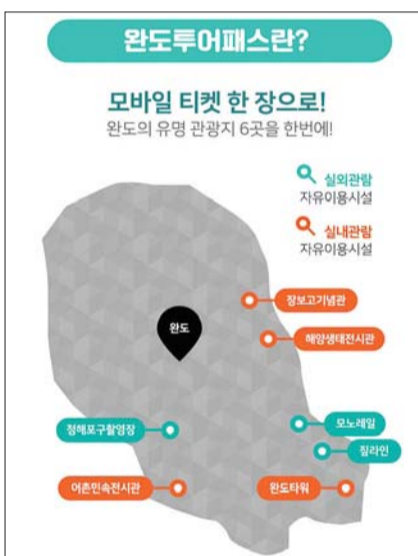 완도투어패스란?
모바일 티켓 한 장으로!
완도의 유명 관광지 6곳을 한번에!
실외관람
자유이용시설
실내관람
자유이용시설
장보고기념관
완도
해양생태전시관
청해포구촬영장
모노레일
짚라인
어촌민속전시관
완도타워